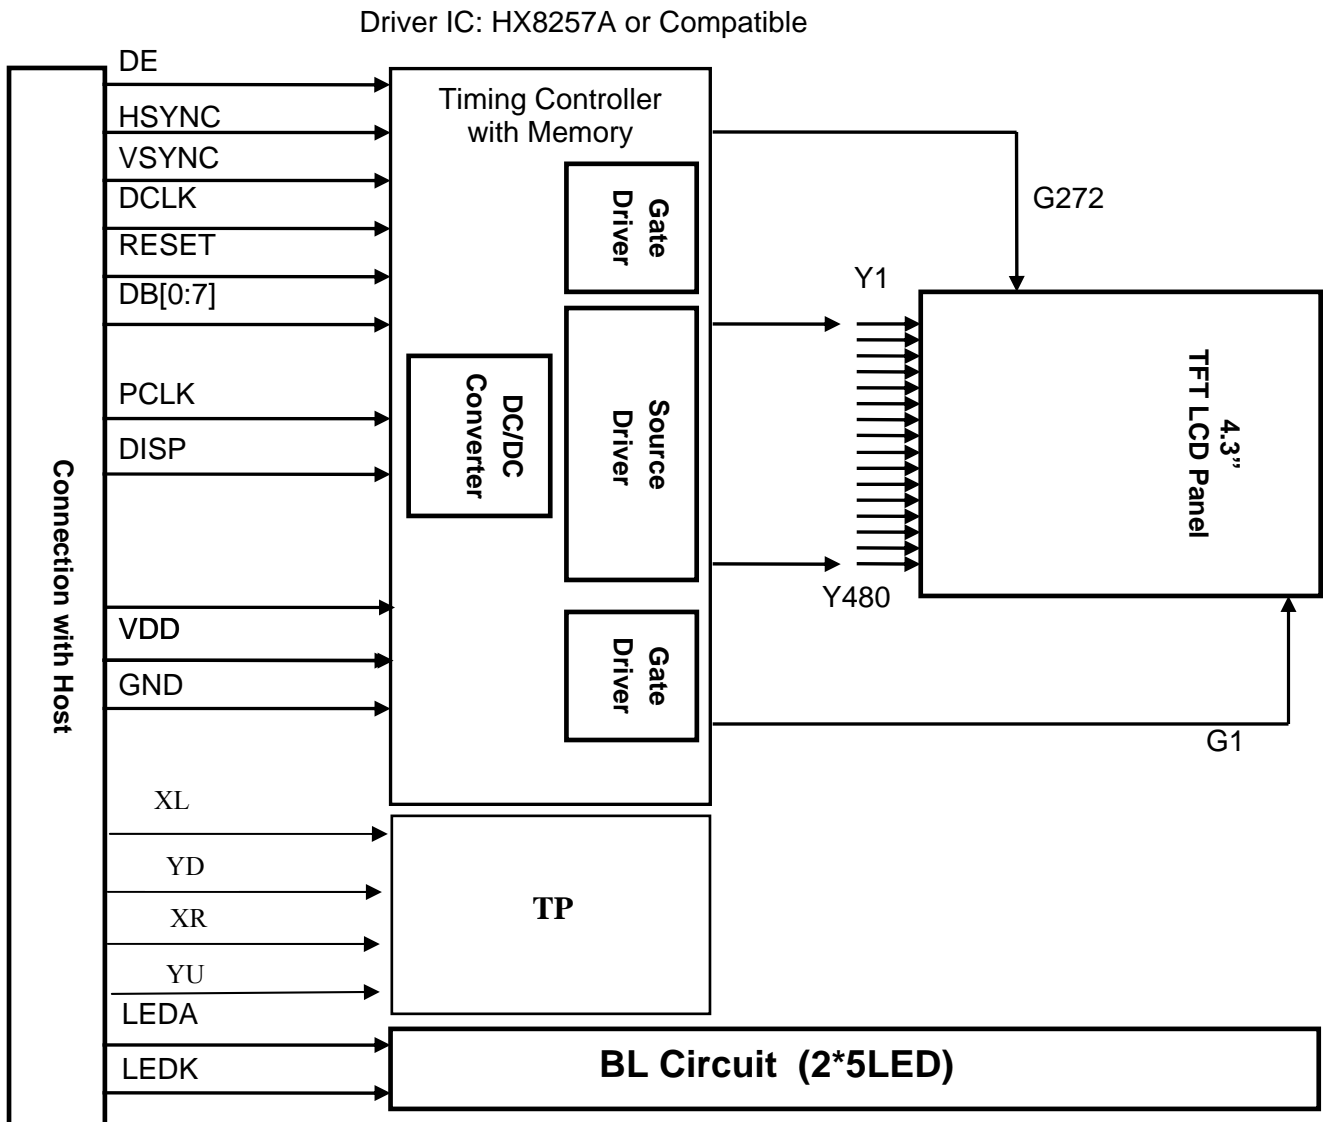 Driver IC: HX8257A or Compatible
DE
HSYNC
VSYNC
DCLK
RESET
DB[0:7]
PCLK
DISP
VDD
GND
XL
YD
XR
YU
LEDA
LEDK
Connection with Host
Timing Controller
with Memory
Gate
Driver
DC/DC
Converter
Source
Driver
Gate
Driver
G272
Y1
Y480
G1
4.3”
TFT LCD Panel
TP
BL Circuit (2*5LED)